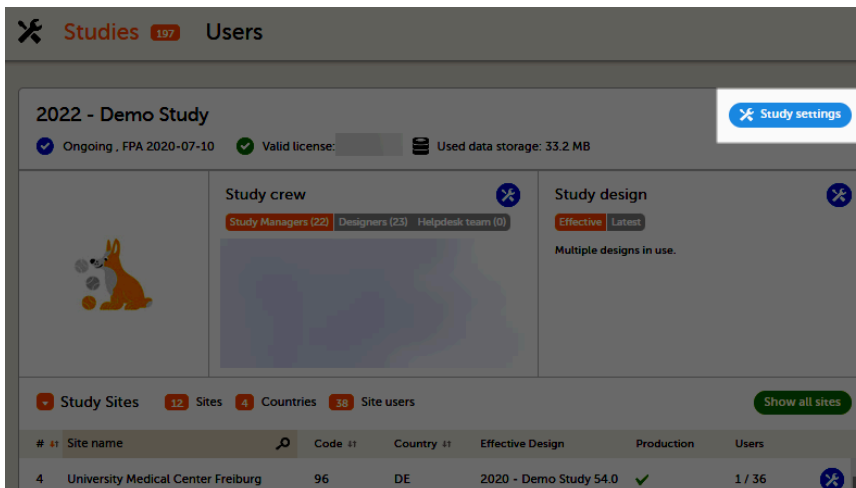 Studies 197 Users
2022 - Demo Study
Study settings
Ongoing , FPA 2020-07-10 Valid license: Used data storage: 33.2 MB
Study crew
Study Managers (22) Designers (23) Helpdesk team (0)
Study design
Effective Latest
Multiple designs in use.
Study Sites 12 Sites 4 Countries 38 Site users Show all sites
# Site name Code Country Effective Design Production Users
4 University Medical Center Freiburg 96 DE 2020 - Demo Study 54.0 1 / 36